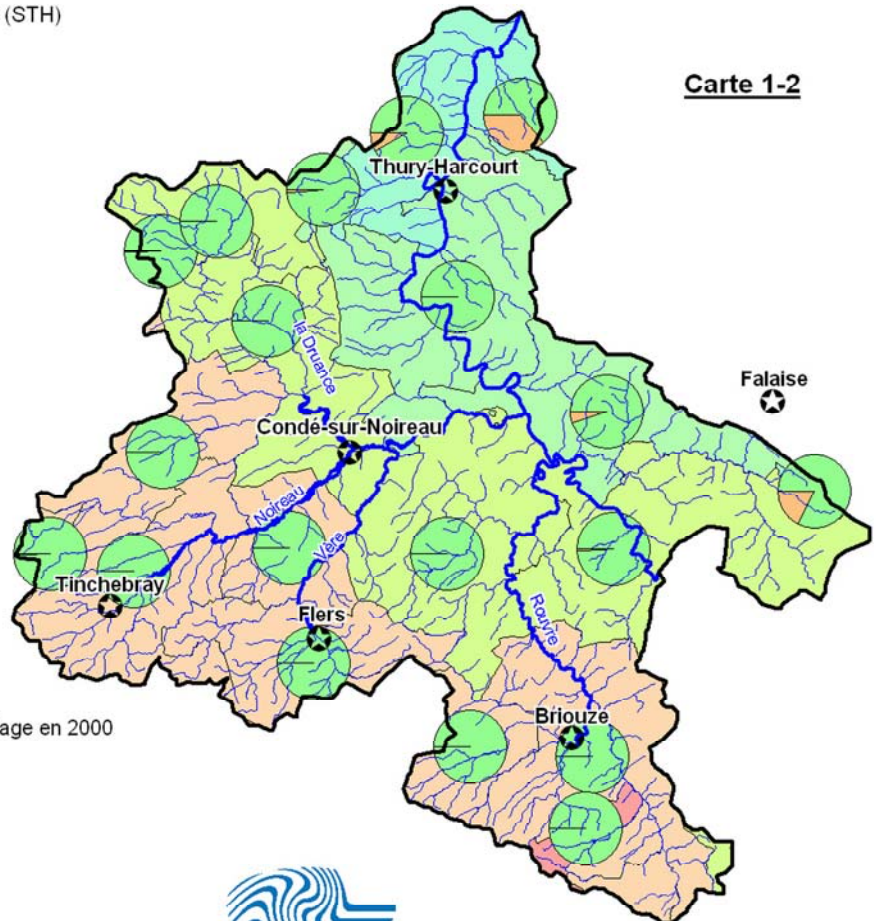 (STH)
Carte 1-2
Thury-Harcourt
la Druance
Falaise
Condé-sur-Noireau
Noireau
Vère
Tinchebray
Flers
Rouvre
Briouze
age en 2000